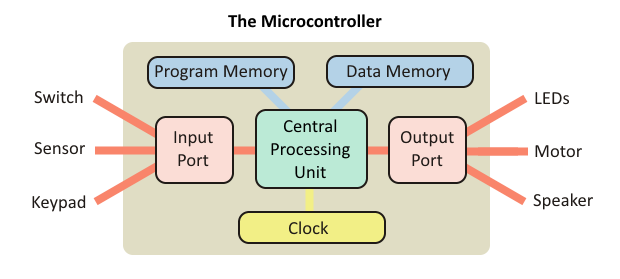 The Microcontroller
Program Memory
Data Memory
Switch
Sensor
Keypad
Input
Port
Central
Processing
Unit
Output
Port
LEDs
Motor
Speaker
Clock